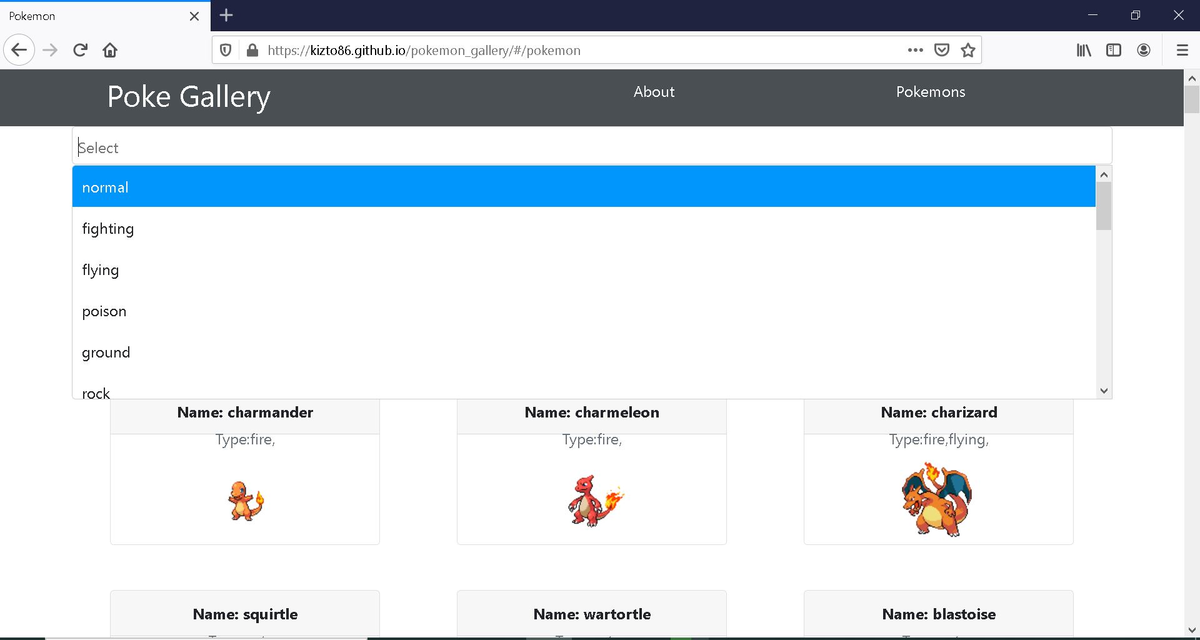 Pokemon
https://kizto86.github.io/pokemon_gallery/#/pokemon
Poke Gallery About Pokemons
Select
normal
fighting
flying
poison
ground
rock
Name: charmander Name: charmeleon Name: charizard
Type:fire, Type:fire, Type:fire,flying,
Name: squirtle Name: wartortle Name: blastoise